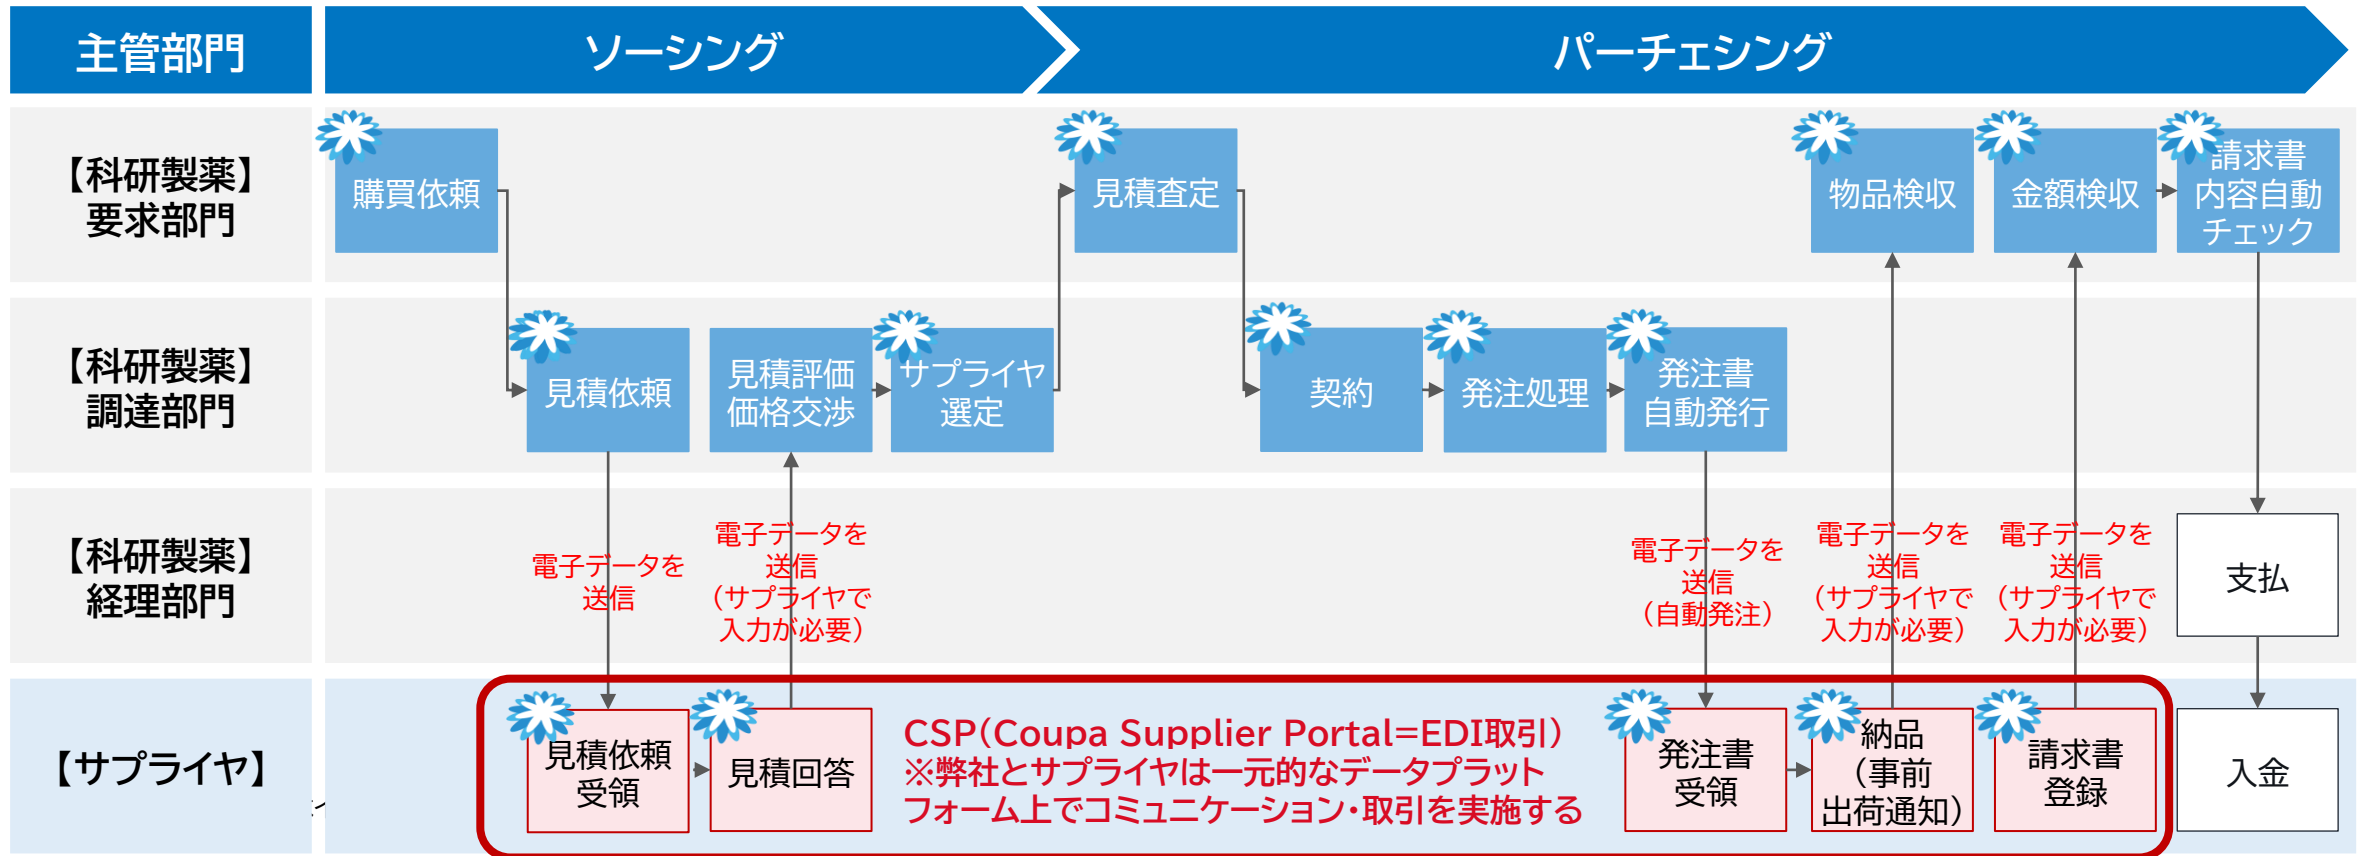 主管部門
ソーシング
パーチェシング
【科研製薬】
要求部門
購買依頼
見積査定
物品検収
金額検収
請求書
内容自動
チェック
【科研製薬】
調達部門
見積依頼
見積評価
価格交渉
サプライヤ
選定
契約
発注処理
発注書
自動発行
【科研製薬】
経理部門
電子データを
送信
電子データを
送信
（サプライヤで
入力が必要）
電子データを
送信
（自動発注）
電子データを
送信
（サプライヤで
入力が必要）
電子データを
送信
（サプライヤで
入力が必要）
支払
【サプライヤ】
見積依頼
受領
見積回答
CSP（Coupa Supplier Portal=EDI取引）
※弊社とサプライヤは一元的なデータプラット
フォーム上でコミュニケーション・取引を実施する
発注書
受領
納品
（事前
出荷通知）
請求書
登録
入金